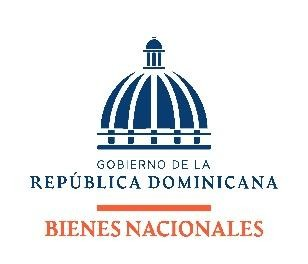 GOBIERNO DE LA
REPÚBLICA DOMINICANA
BIENES NACIONALES